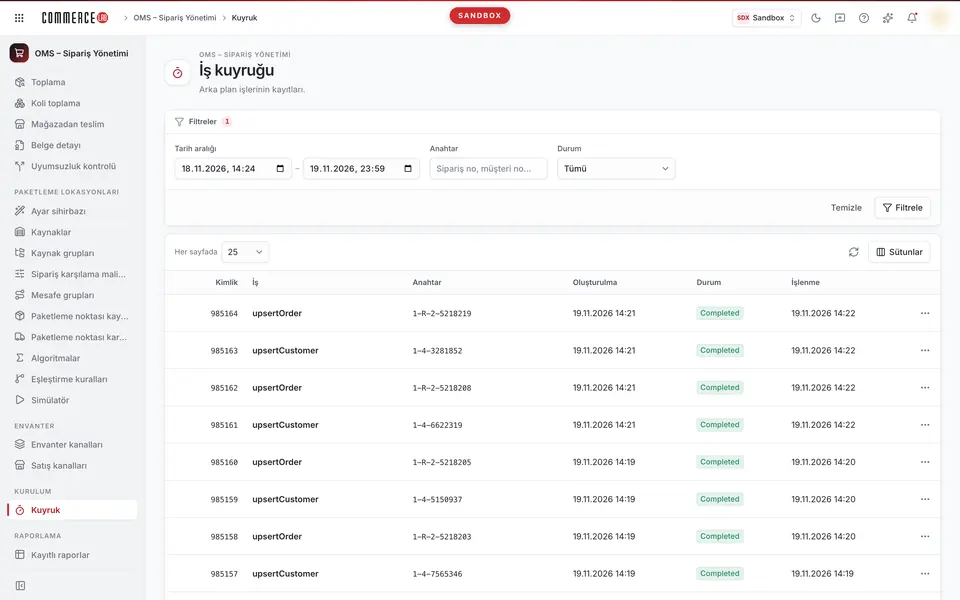 COMMERCE LAB
OMS – Sipariş Yönetimi
Kuyruk
SANDBOX
SDX Sandbox
OMS – Sipariş Yönetimi
Toplama
Koli toplama
Mağazadan teslim
Belge detayı
Uyumsuzluk kontrolü
PAKETLEME LOKASYONLARI
Ayar sihirbazı
Kaynaklar
Kaynak grupları
Sipariş karşılama mali...
Mesafe grupları
Paketleme noktası kay...
Paketleme noktası kar...
Algoritmalar
Eşleştirme kuralları
Simülatör
ENVANTER
Envanter kanalları
Satış kanalları
KURULUM
Kuyruk
RAPORLAMA
Kayıtlı raporlar
OMS – SİPARİŞ YÖNETİMİ
İş kuyruğu
Arka plan işlerinin kayıtları.
Filtreler 1
Tarih aralığı Anahtar Durum
18.11.2026, 14:24 – 19.11.2026, 23:59 Sipariş no, müşteri no... Tümü
Temizle Filtrele
Her sayfada 25 Sütunlar
Kimlik İş Anahtar Oluşturulma Durum İşlenme
985164 upsertOrder 1-R-2-5218219 19.11.2026 14:21 Completed 19.11.2026 14:22
985163 upsertCustomer 1-4-3281852 19.11.2026 14:21 Completed 19.11.2026 14:22
985162 upsertOrder 1-R-2-5218208 19.11.2026 14:21 Completed 19.11.2026 14:22
985161 upsertCustomer 1-4-6622319 19.11.2026 14:21 Completed 19.11.2026 14:22
985160 upsertOrder 1-R-2-5218205 19.11.2026 14:19 Completed 19.11.2026 14:20
985159 upsertCustomer 1-4-5150937 19.11.2026 14:19 Completed 19.11.2026 14:20
985158 upsertOrder 1-R-2-5218203 19.11.2026 14:19 Completed 19.11.2026 14:20
985157 upsertCustomer 1-4-7565346 19.11.2026 14:19 Completed 19.11.2026 14:19